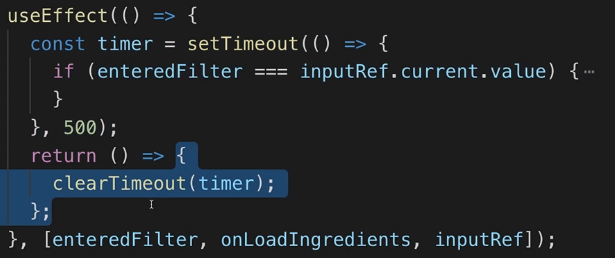 useEffect(() => {
const timer = setTimeout(() => {
if (enteredFilter === inputRef.current.value) {⋯
}
}, 500);
return () => {
clearTimeout(timer);
};
}, [enteredFilter, onLoadIngredients, inputRef]);